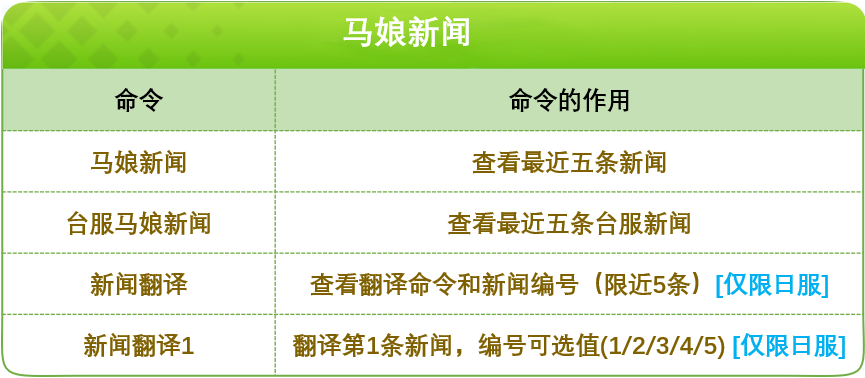 马娘新闻
命令 命令的作用
马娘新闻 查看最近五条新闻
台服马娘新闻 查看最近五条台服新闻
新闻翻译 查看翻译命令和新闻编号（限近5条）[仅限日服]
新闻翻译1 翻译第1条新闻，编号可选值(1/2/3/4/5) [仅限日服]